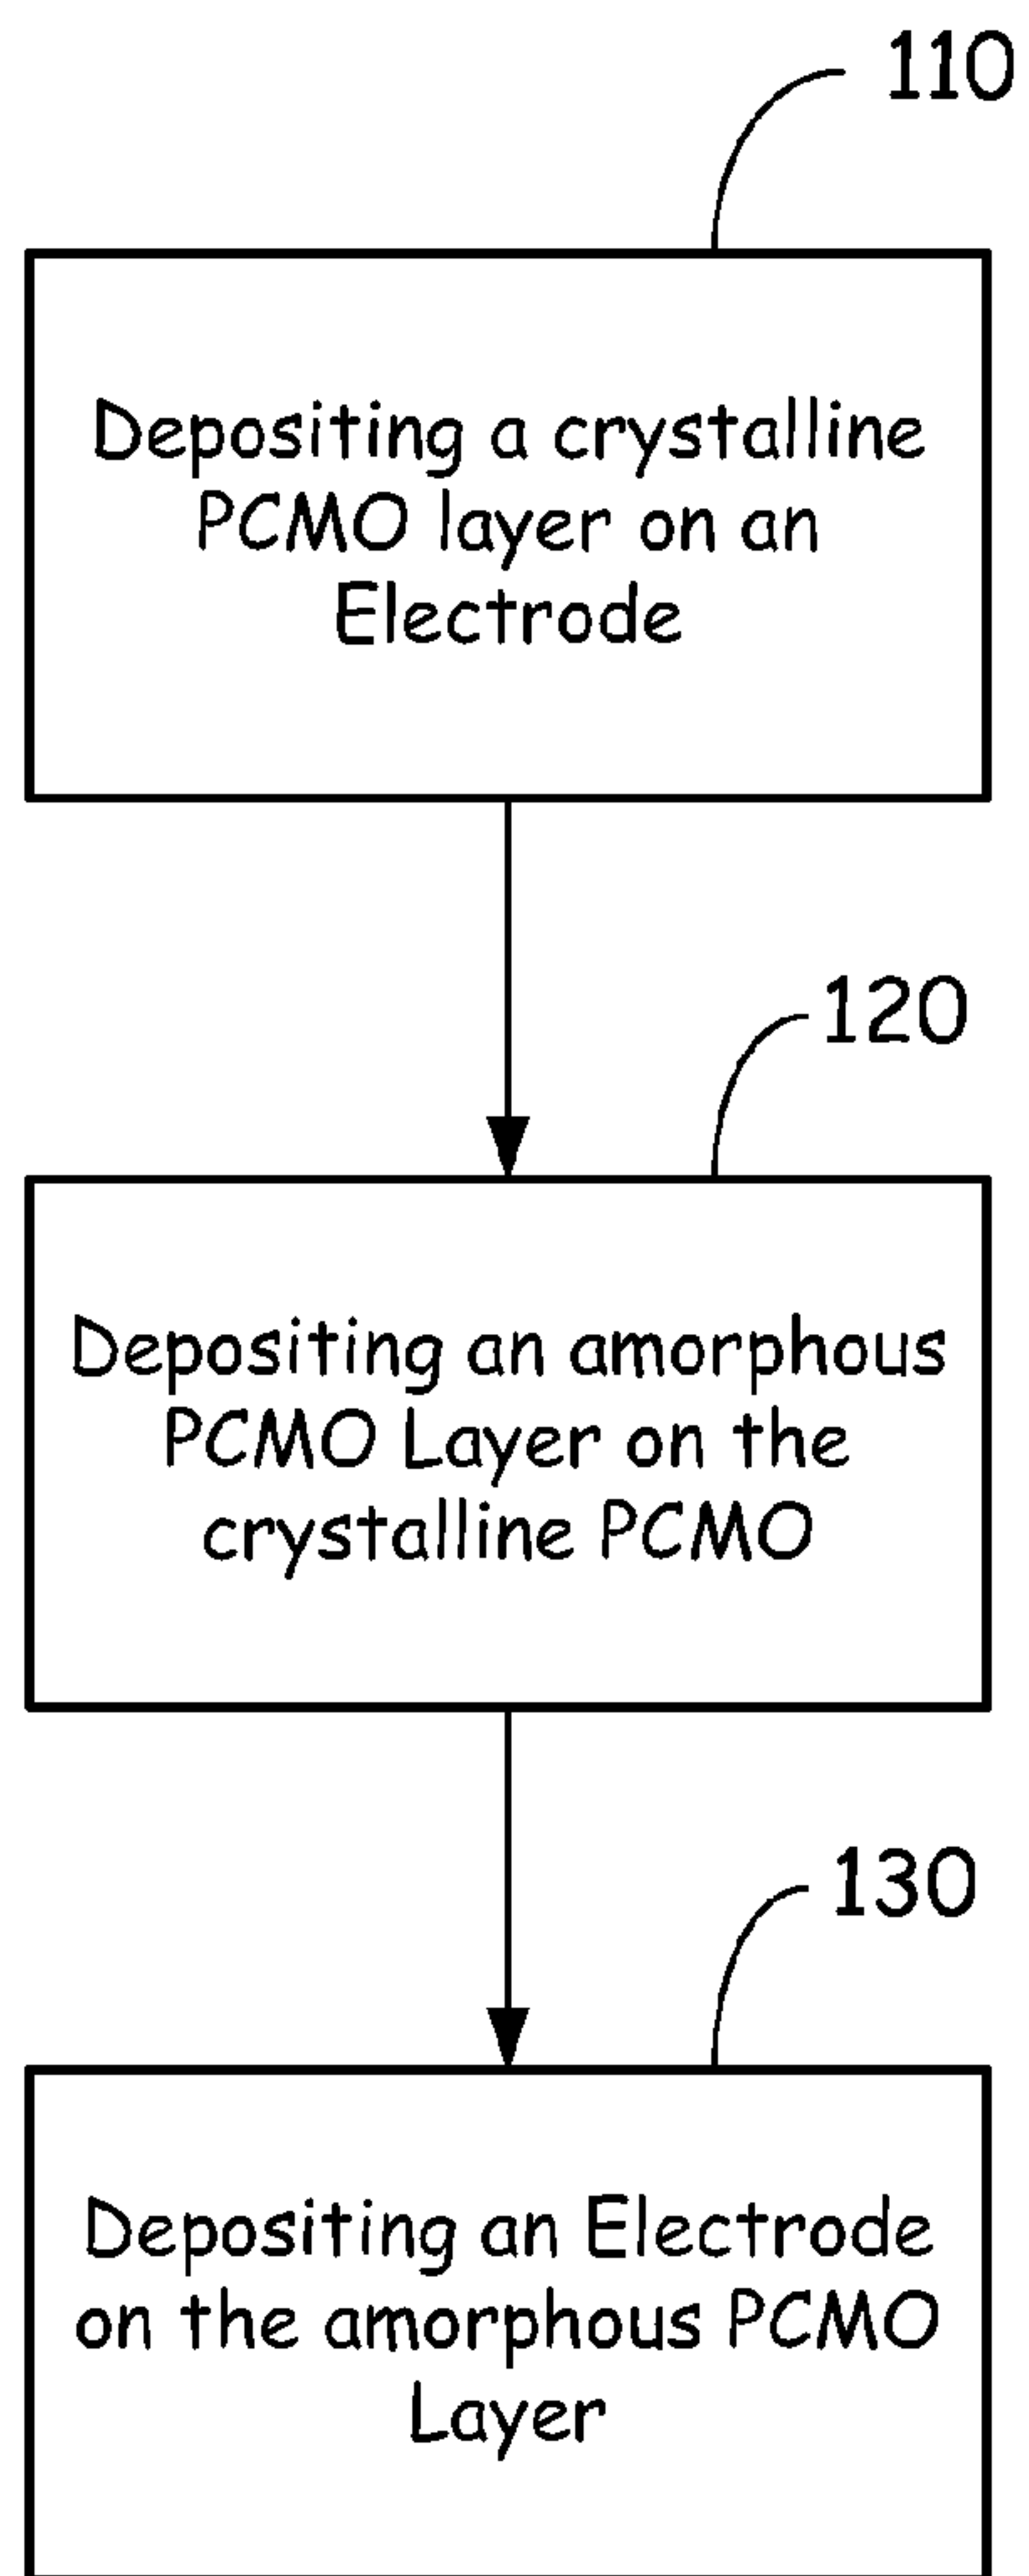 110
Depositing a crystalline
PCMO layer on an
Electrode
120
Depositing an amorphous
PCMO Layer on the
crystalline PCMO
130
Depositing an Electrode
on the amorphous PCMO
Layer